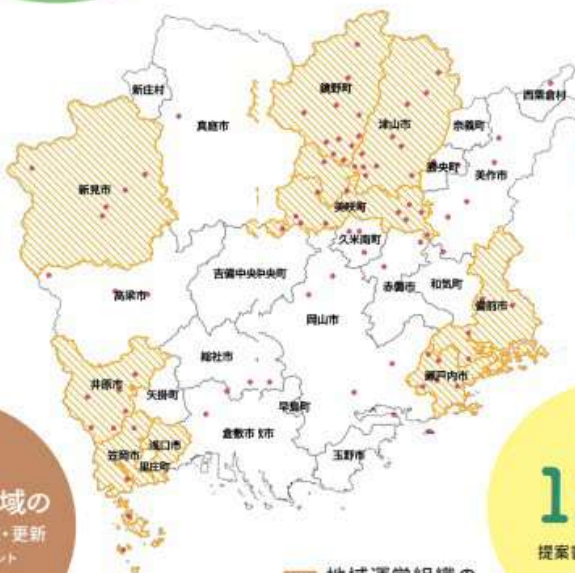 新庄村
真庭市
鏡野町
津山市
西粟倉村
奈義町
勝央町
美作市
新見市
美咲町
久米南町
吉備中央町
高梁市
赤磐市
和気町
備前市
岡山市
総社市
井原市
矢掛町
早島町
瀬戸内市
倉敷市
浅口市
笠岡市
里庄町
玉野市
域の
・更新
ント
1
提案
地域運営組織の